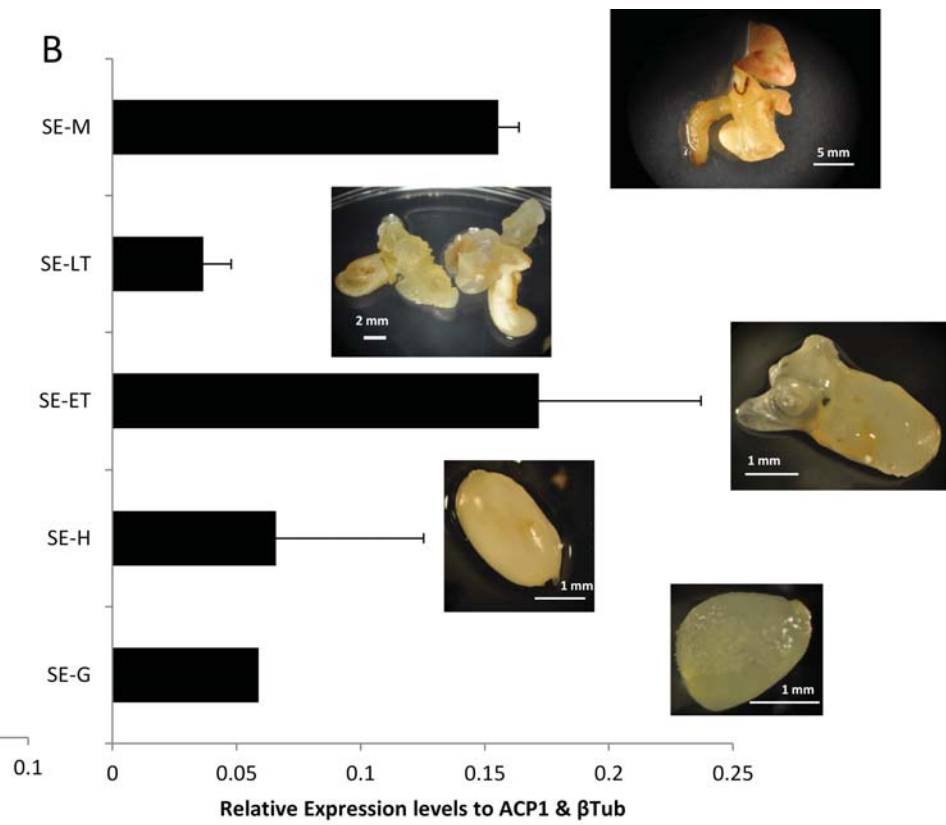 B
SE-M
5 mm
SE-LT
2 mm
SE-ET
1 mm
SE-H
1 mm
SE-G
1 mm
0.1
0 0.05 0.1 0.15 0.2 0.25
Relative Expression levels to ACP1 & βTub